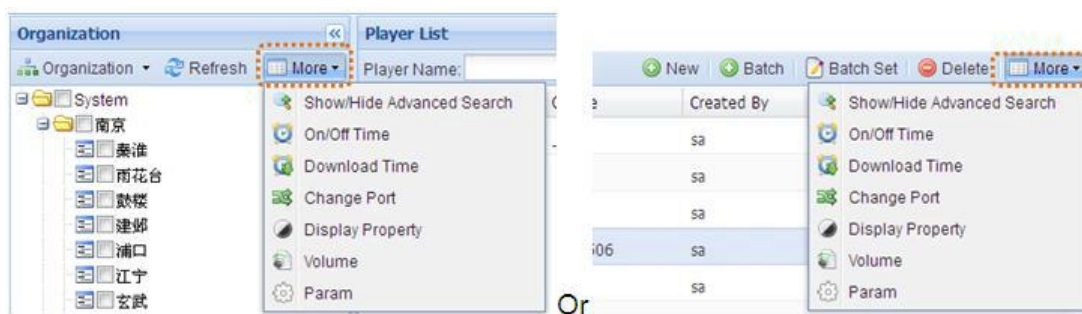 Organization
Player List
Organization Refresh More Player Name:
System
南京
秦淮
雨花台
鼓楼
建邺
浦口
江宁
玄武
Show/Hide Advanced Search
On/Off Time
Download Time
Change Port
Display Property
Volume
Param
Or
New Batch Batch Set Delete More
Created By
sa
sa
sa
506 sa
sa
Show/Hide Advanced Search
On/Off Time
Download Time
Change Port
Display Property
Volume
Param